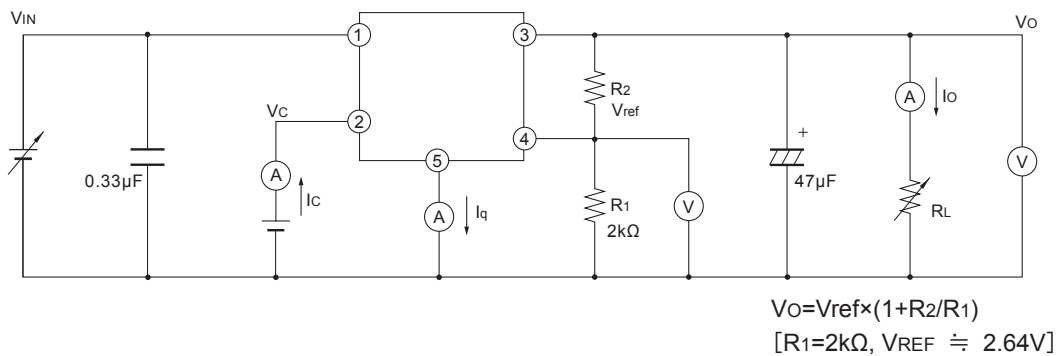 VIN
1
3
VO
R2
Vref
A
IO
VC
2
4
+
5
0.33μF
A
IC
R1
2kΩ
V
47μF
V
A
Iq
RL
VO=Vref×(1+R2/R1)
[R1=2kΩ, VREF ≒ 2.64V]